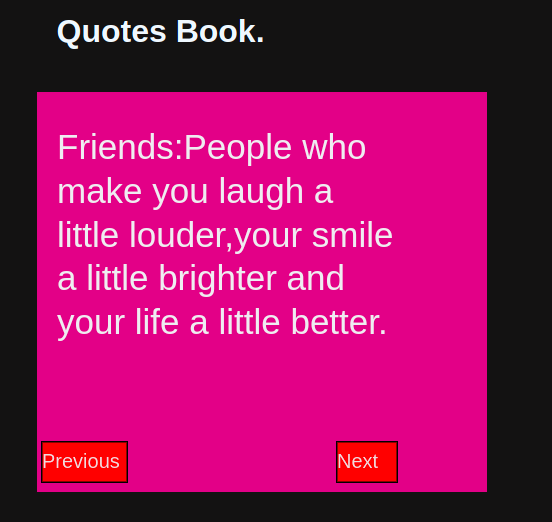 Quotes Book.
Friends:People who
make you laugh a
little louder,your smile
a little brighter and
your life a little better.
Previous
Next